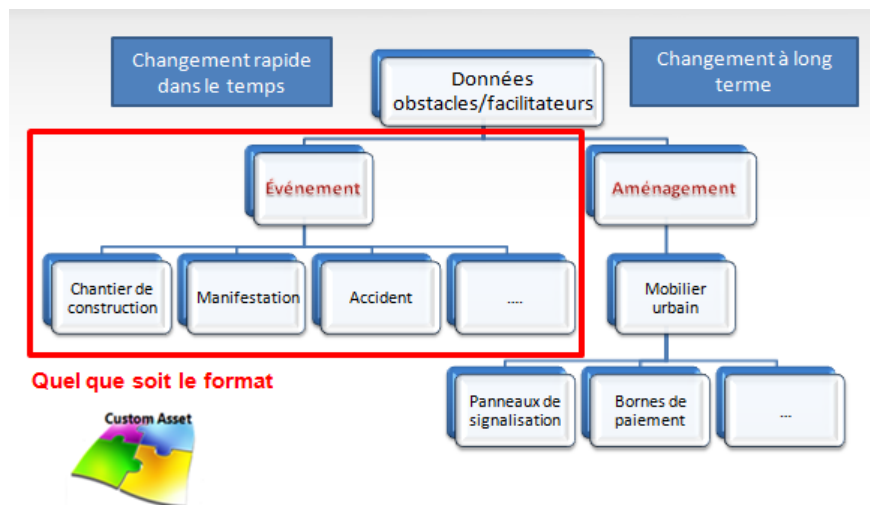 Changement rapide
dans le temps
Données
obstacles/facilitateurs
Changement à long
terme
Événement
Aménagement
Chantier de
construction
Manifestation
Accident
....
Mobilier
urbain
Quel que soit le format
Custom Asset
Panneaux de
signalisation
Bornes de
paiement
...